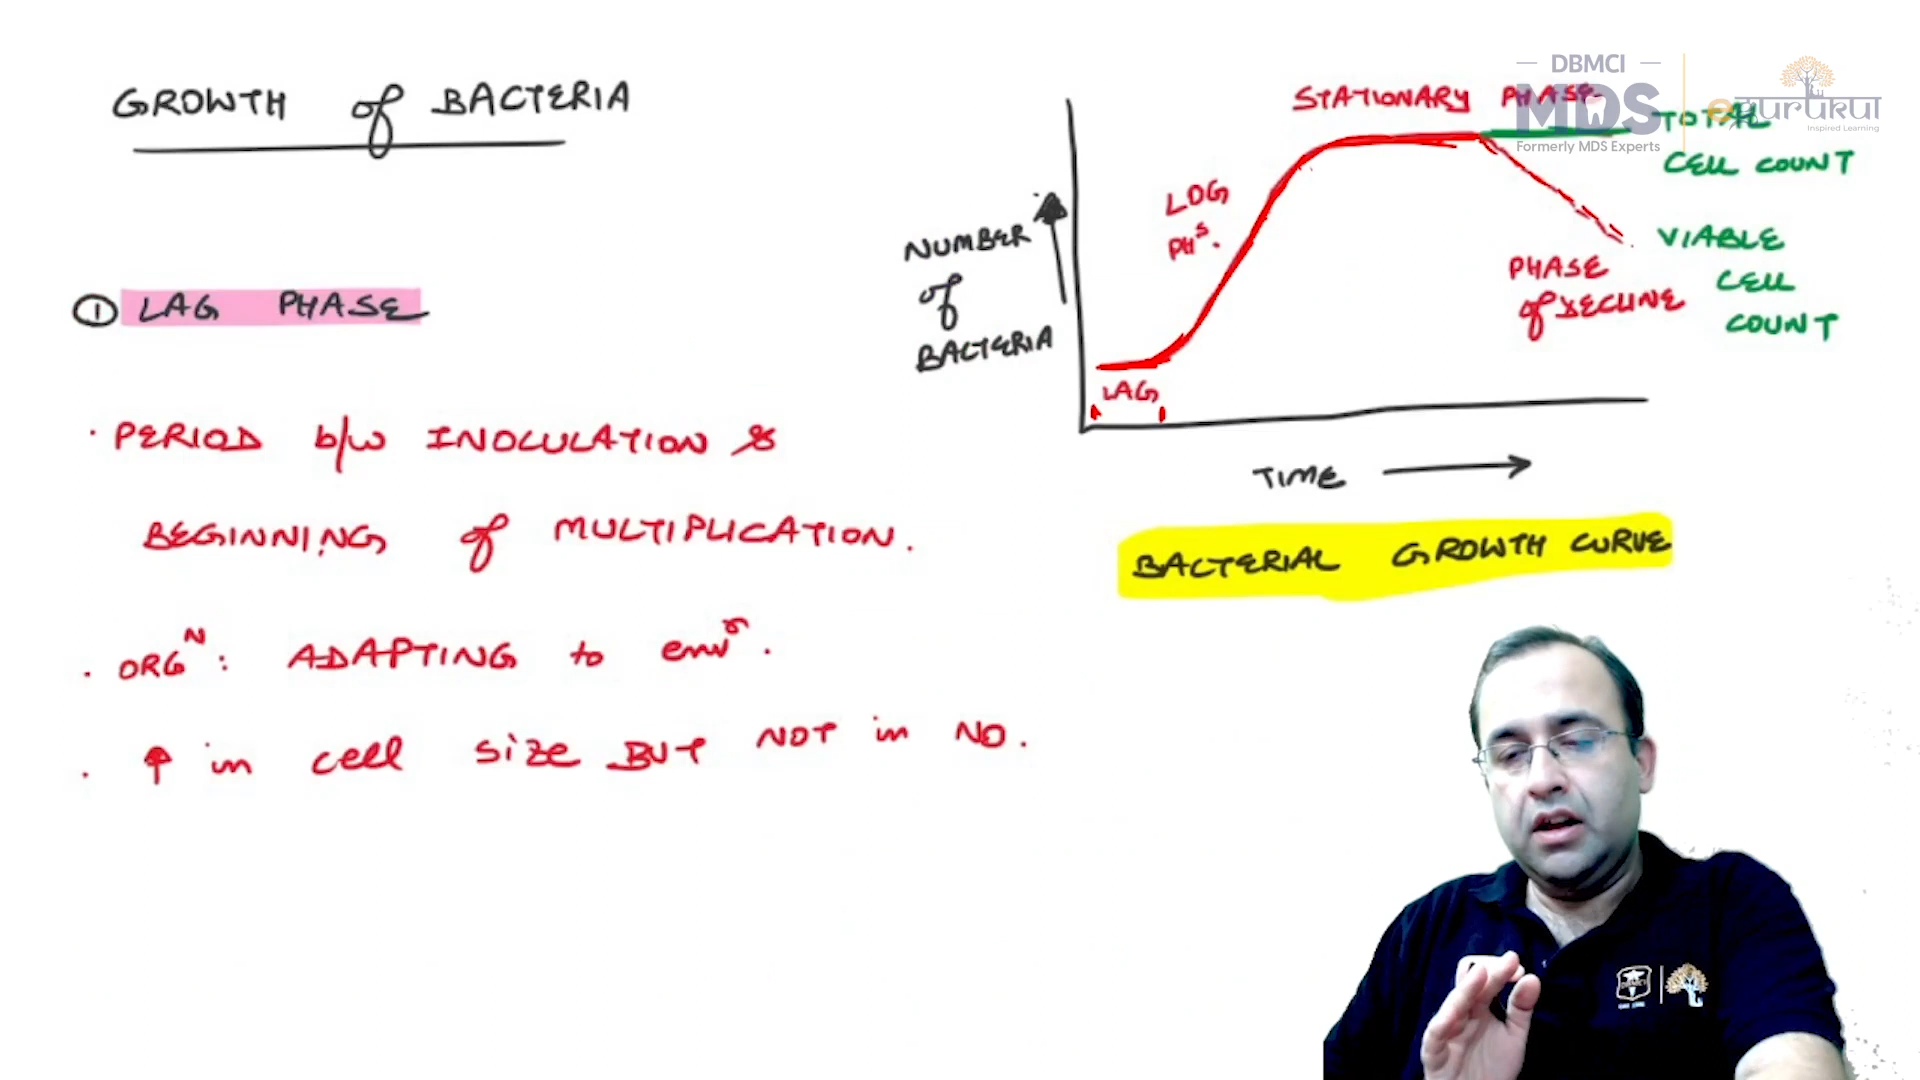 GROWTH of BACTERIA
① LAG PHASE
· PERIOD b/w INOCULATION &
BEGINNING of MULTIPLICATION.
· ORGᴺ: ADAPTING to envʳ.
· ↑ in cell size BUT NOT in NO.
STATIONARY PHASE
LOG
PHˢ.
NUMBER
of
BACTERIA
LAG
TIME →
PHASE
of DECLINE
TOTAL
CELL COUNT
VIABLE
CELL
COUNT
BACTERIAL GROWTH CURVE
DBMCI
MDS
Formerly MDS Experts
eGurukul
Inspired Learning